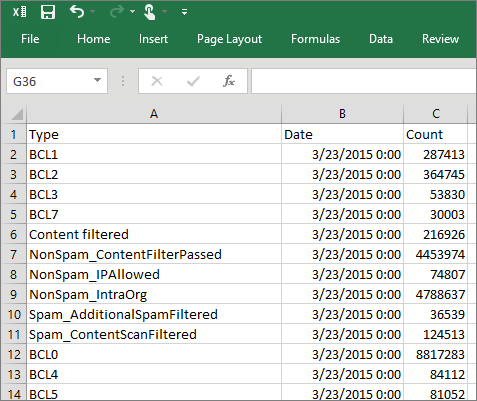 File Home Insert Page Layout Formulas Data Review
G36 fx
A B C
1 Type Date Count
2 BCL1 3/23/2015 0:00 287413
3 BCL2 3/23/2015 0:00 364745
4 BCL3 3/23/2015 0:00 53830
5 BCL7 3/23/2015 0:00 30003
6 Content filtered 3/23/2015 0:00 216926
7 NonSpam_ContentFilterPassed 3/23/2015 0:00 4453974
8 NonSpam_IPAllowed 3/23/2015 0:00 74807
9 NonSpam_IntraOrg 3/23/2015 0:00 4788637
10 Spam_AdditionalSpamFiltered 3/23/2015 0:00 36539
11 Spam_ContentScanFiltered 3/23/2015 0:00 124513
12 BCL0 3/23/2015 0:00 8817283
13 BCL4 3/23/2015 0:00 84112
14 BCL5 3/23/2015 0:00 81052